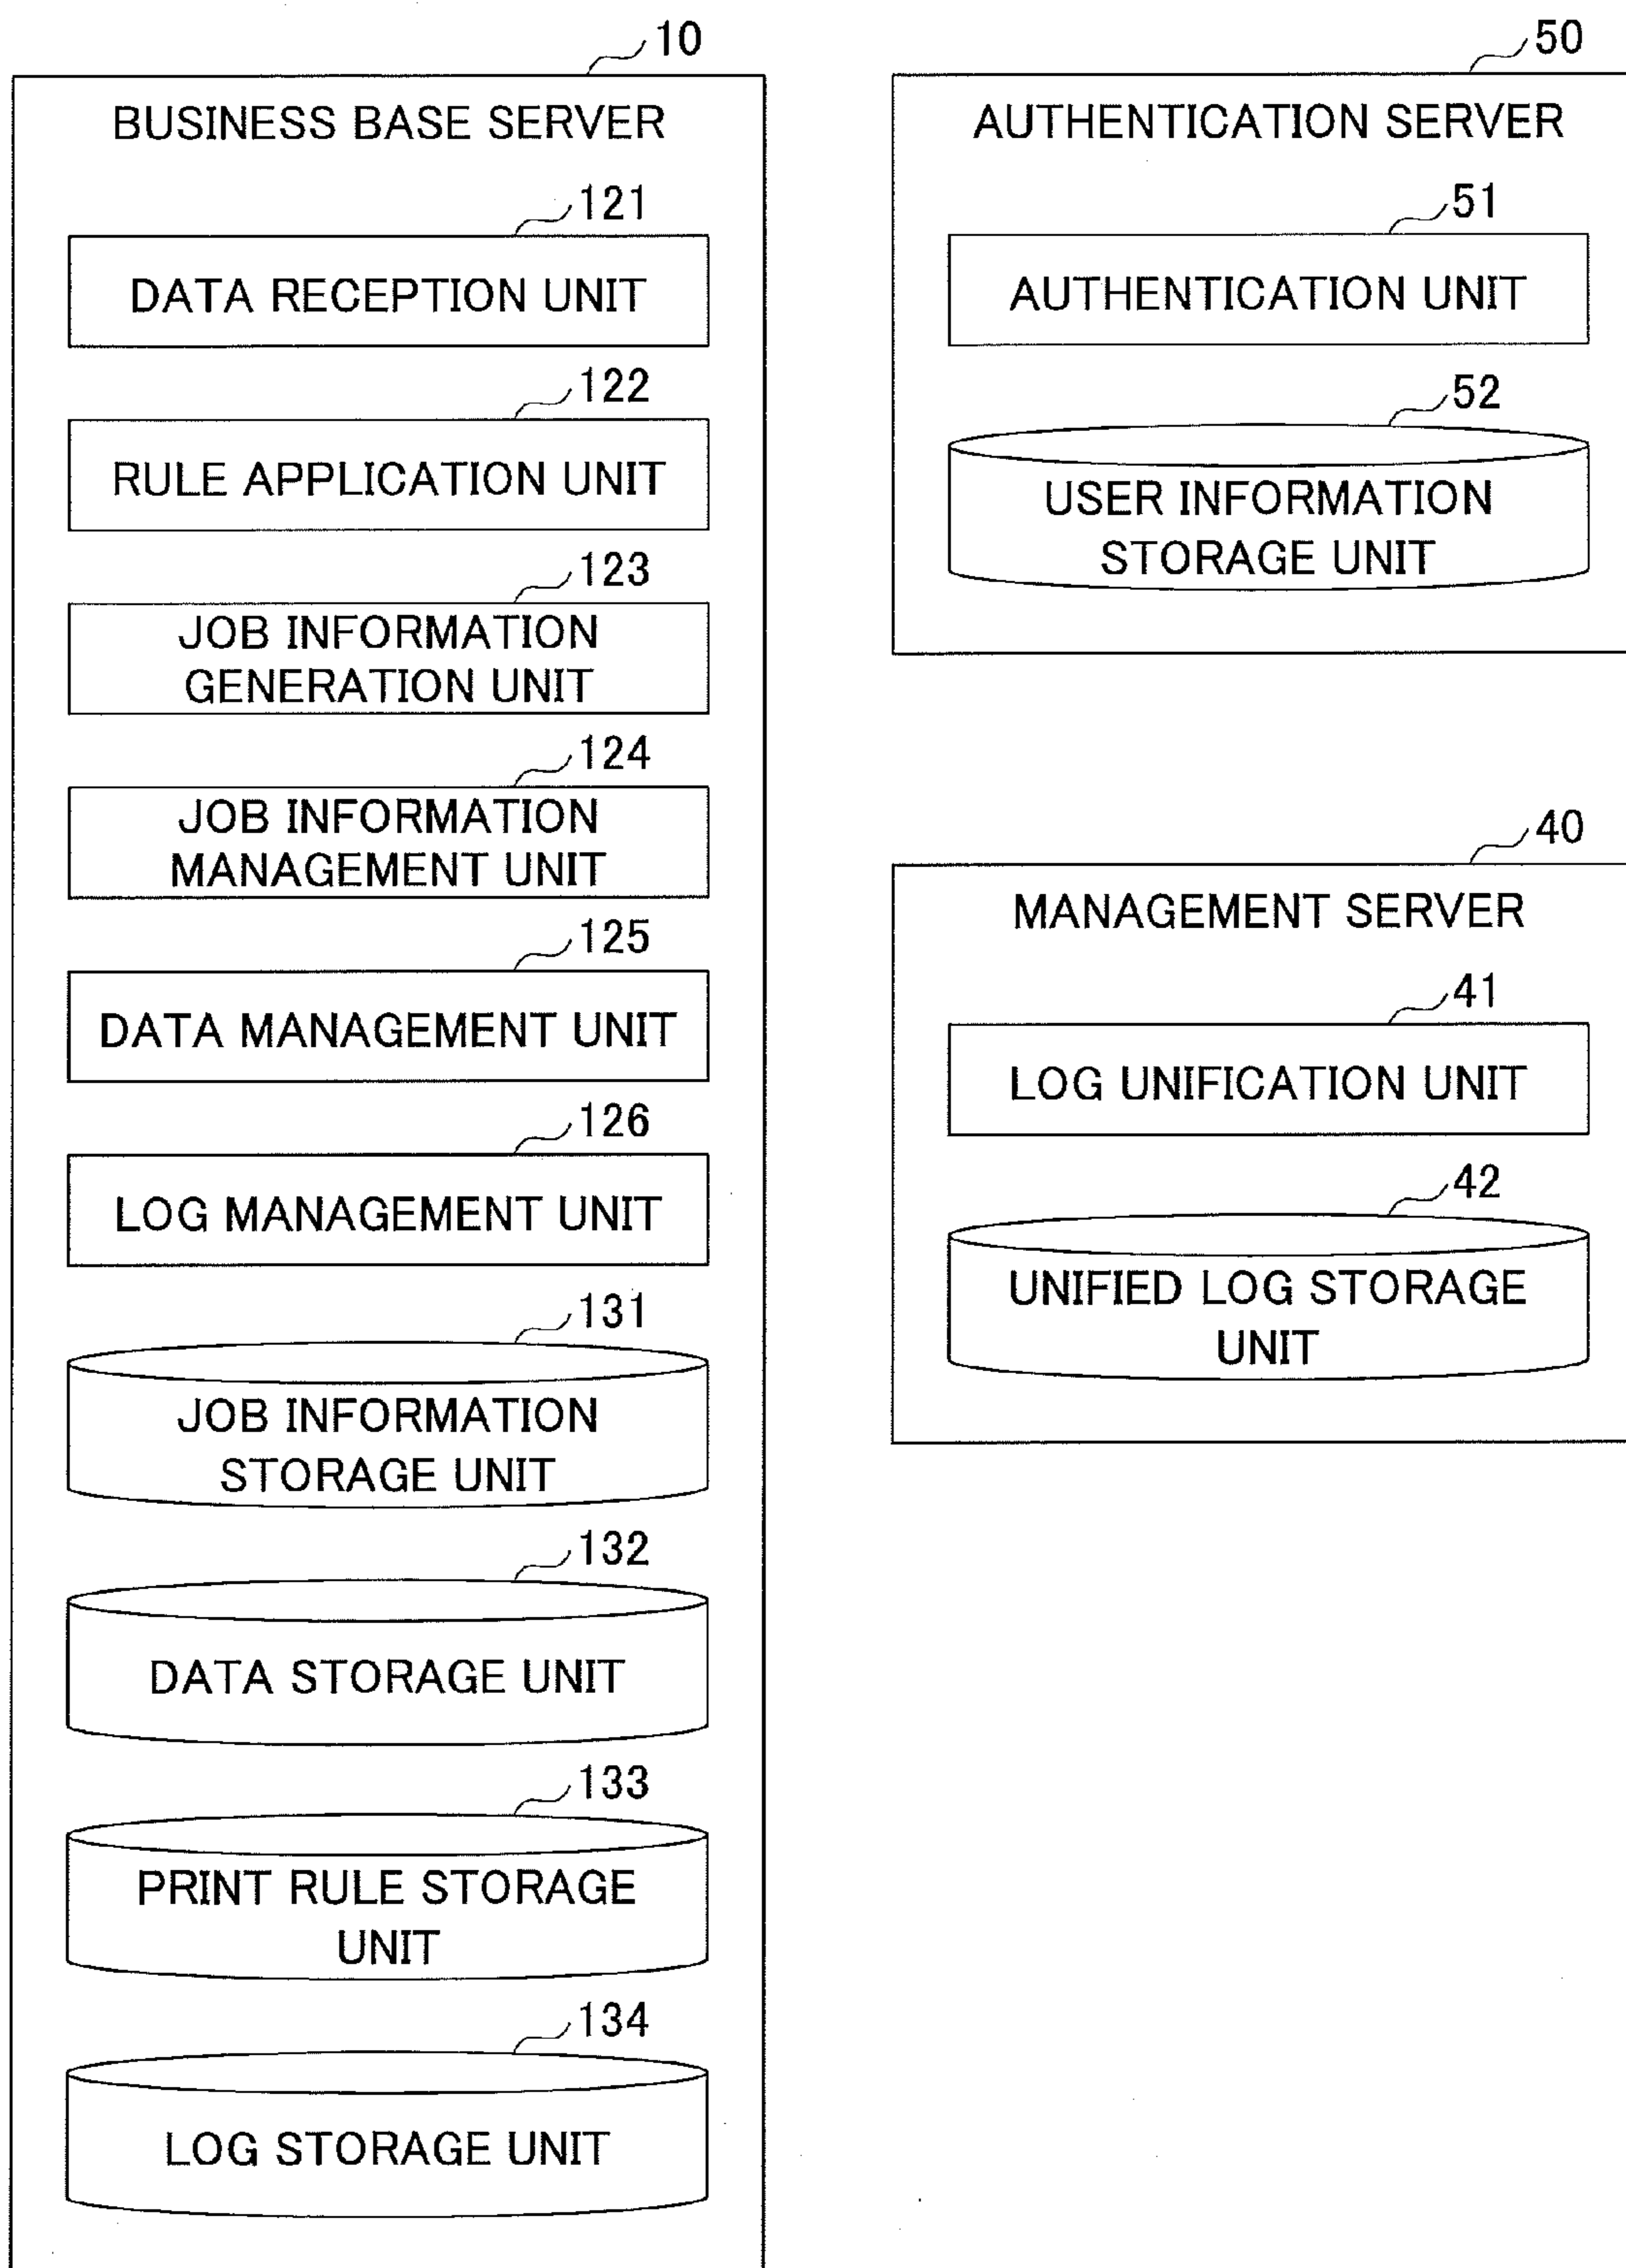 10
BUSINESS BASE SERVER
121
DATA RECEPTION UNIT
122
RULE APPLICATION UNIT
123
JOB INFORMATION
GENERATION UNIT
124
JOB INFORMATION
MANAGEMENT UNIT
125
DATA MANAGEMENT UNIT
126
LOG MANAGEMENT UNIT
131
JOB INFORMATION
STORAGE UNIT
132
DATA STORAGE UNIT
133
PRINT RULE STORAGE
UNIT
134
LOG STORAGE UNIT
50
AUTHENTICATION SERVER
51
AUTHENTICATION UNIT
52
USER INFORMATION
STORAGE UNIT
40
MANAGEMENT SERVER
41
LOG UNIFICATION UNIT
42
UNIFIED LOG STORAGE
UNIT